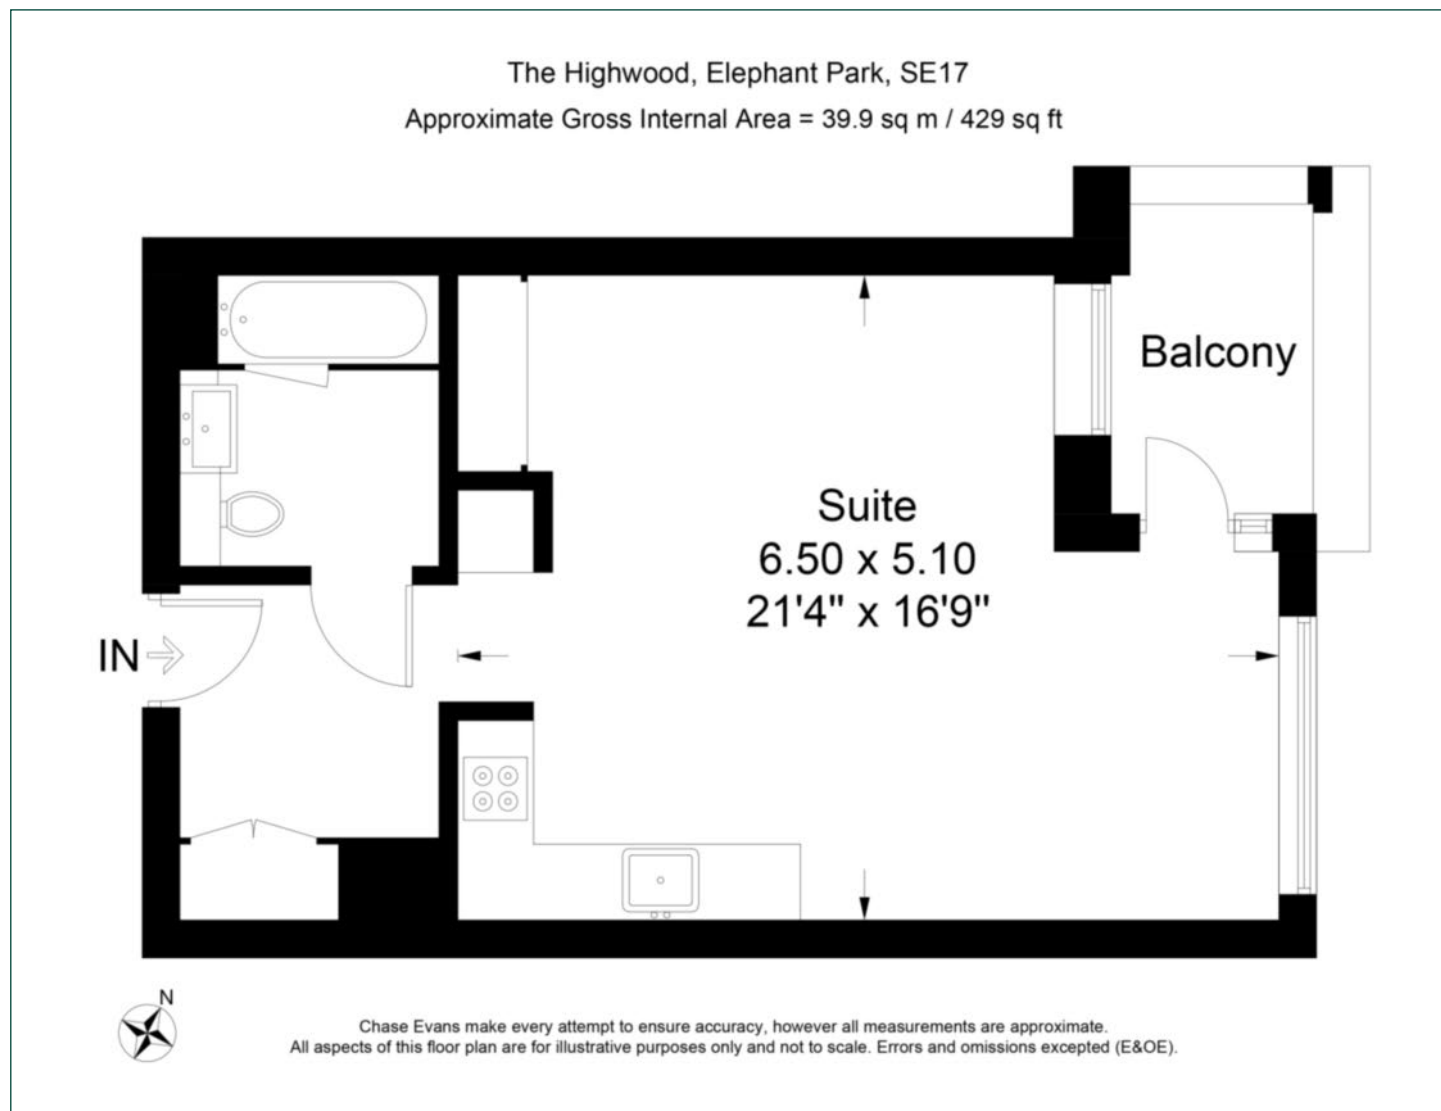 The Highwood, Elephant Park, SE17
Approximate Gross Internal Area = 39.9 sq m / 429 sq ft
Balcony
Suite
6.50 x 5.10
21'4" x 16'9"
IN
N
Chase Evans make every attempt to ensure accuracy, however all measurements are approximate.
All aspects of this floor plan are for illustrative purposes only and not to scale. Errors and omissions excepted (E&OE).